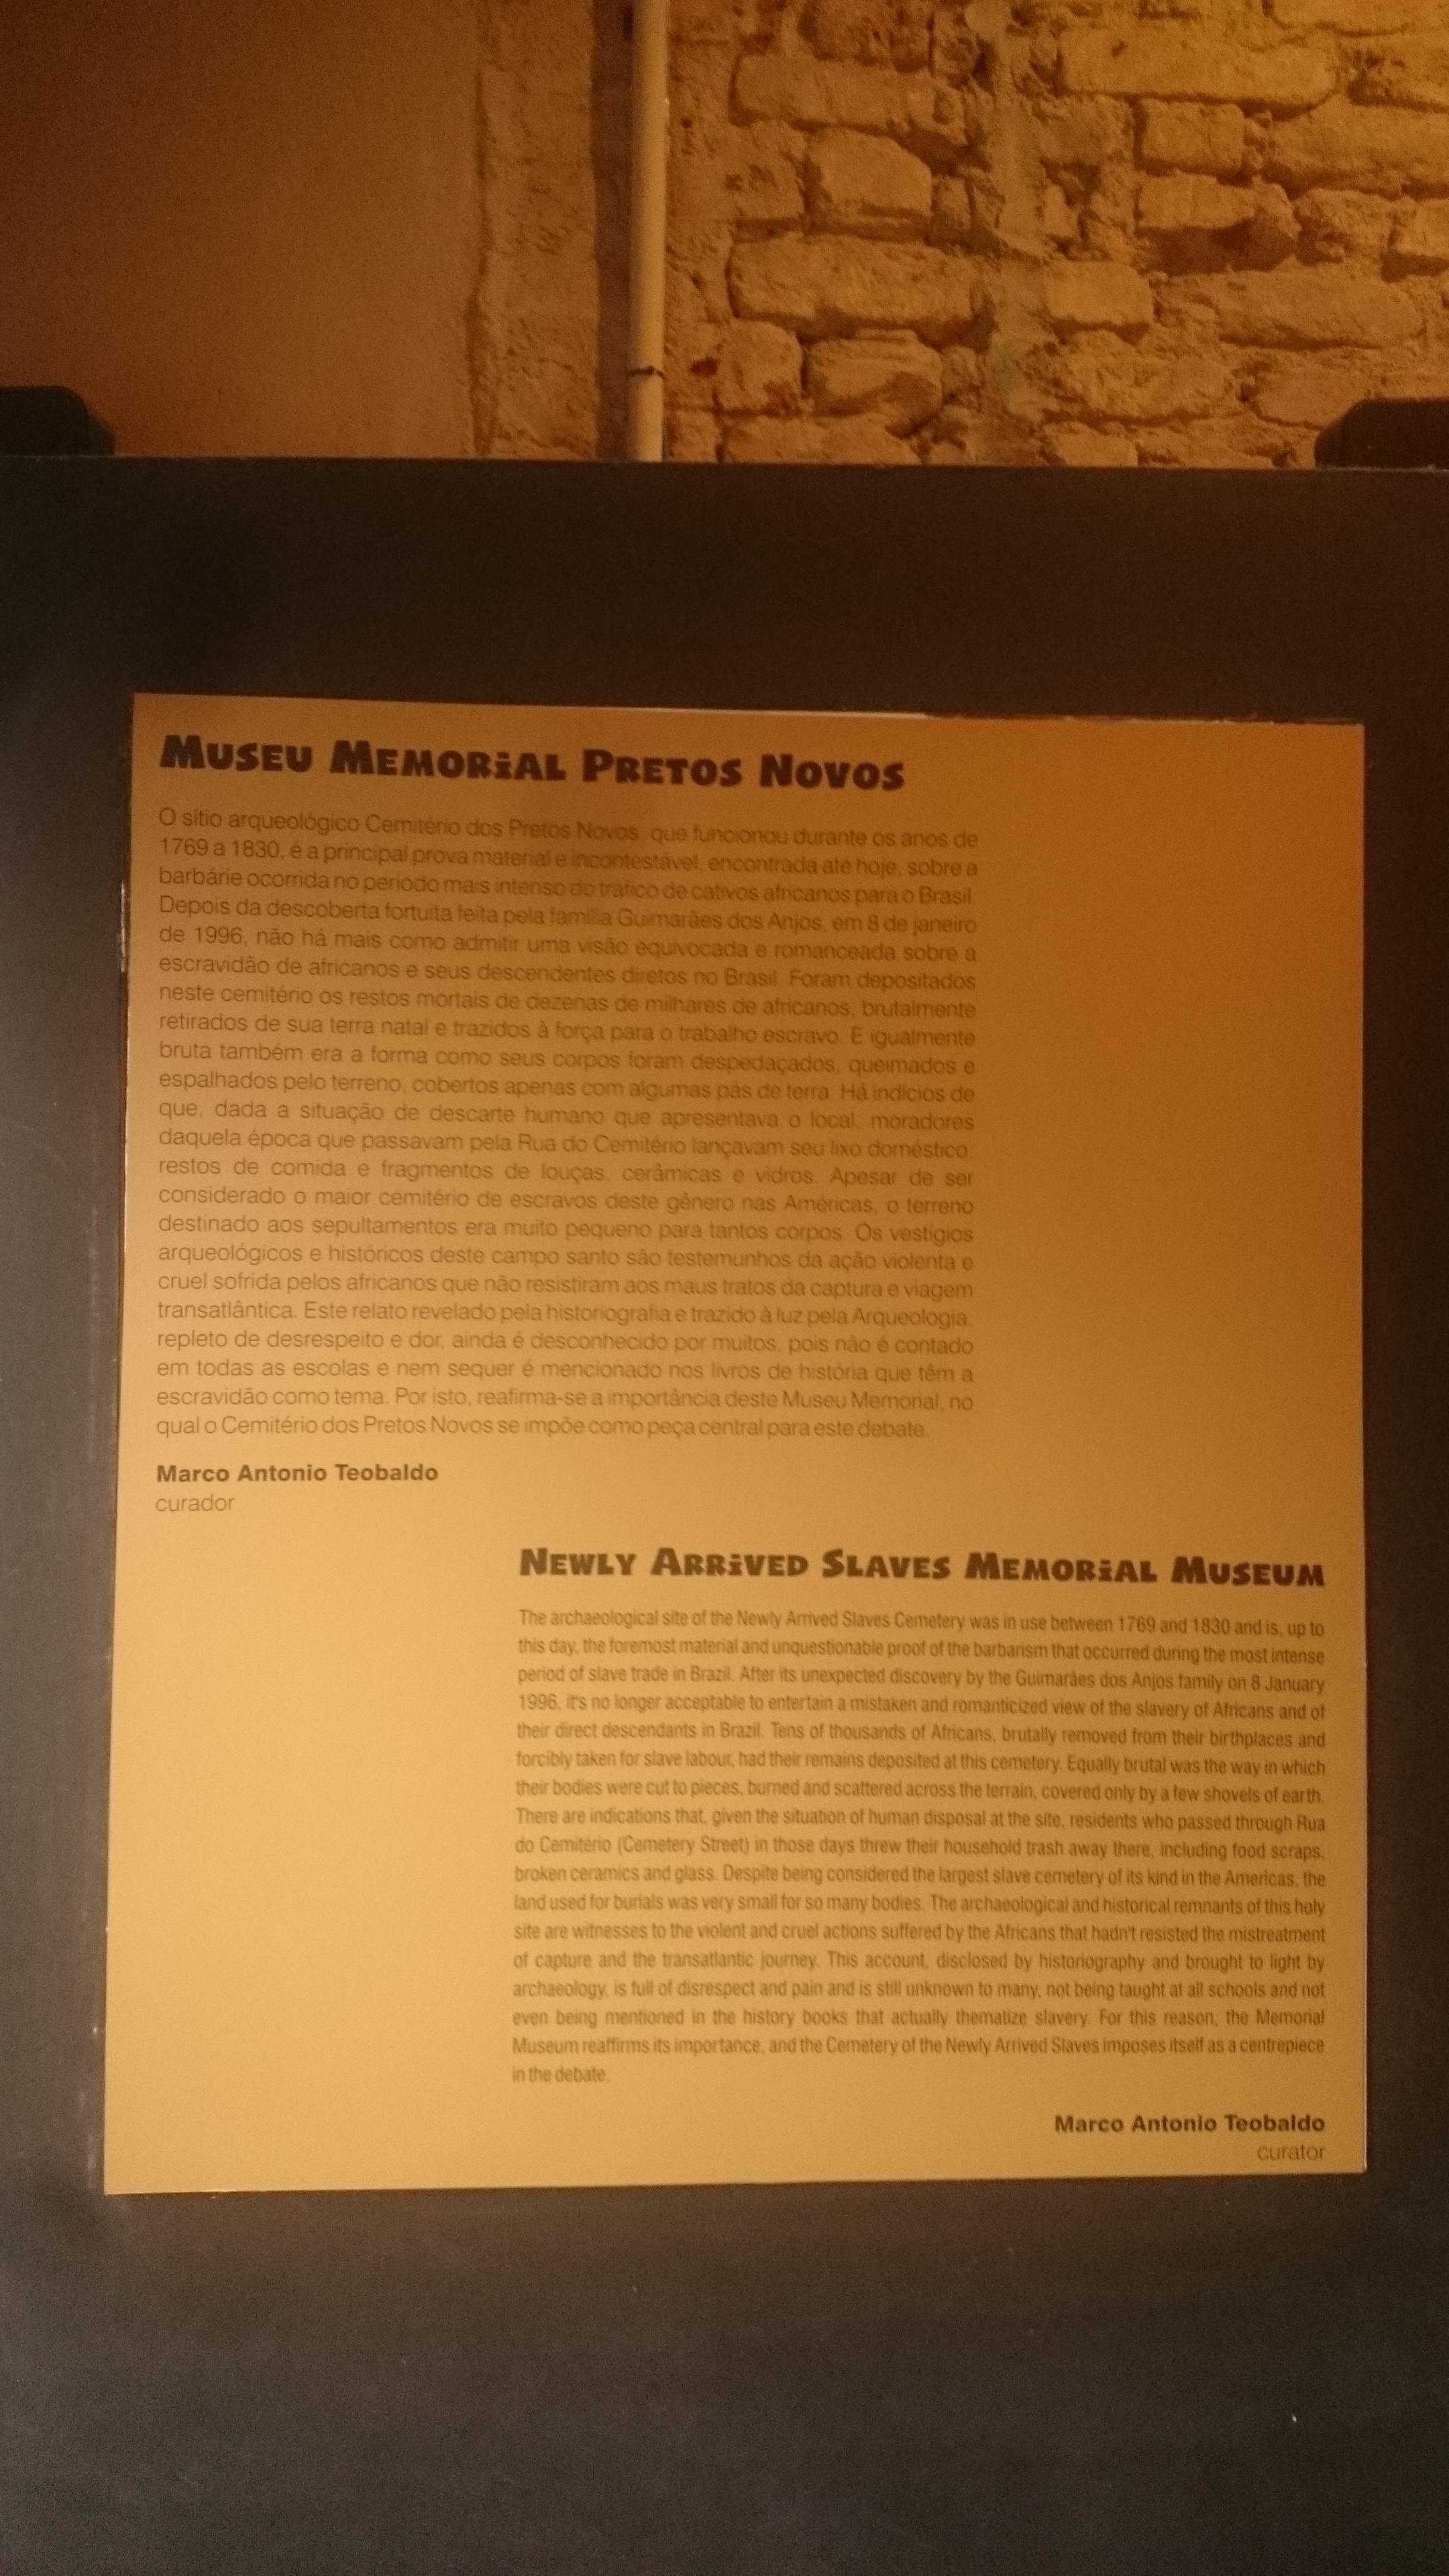 MUSEU MEMORiAL PRETOS NOVOS
O sítio arqueológico Cemitério dos Pretos Novos, que funcionou durante os anos de
1769 a 1830, é a principal prova material e incontestável, encontrada até hoje, sobre a
barbárie ocorrida no período mais intenso do tráfico de cativos africanos para o Brasil.
Depois da descoberta fortuita feita pela família Guimarães dos Anjos, em 8 de janeiro
de 1996, não há mais como admitir uma visão equivocada e romanceada sobre a
escravidão de africanos e seus descendentes diretos no Brasil. Foram depositados
neste cemitério os restos mortais de dezenas de milhares de africanos, brutalmente
retirados de sua terra natal e trazidos à força para o trabalho escravo. E igualmente
bruta também era a forma como seus corpos foram despedaçados, queimados e
espalhados pelo terreno, cobertos apenas com algumas pás de terra. Há indícios de
que, dada a situação de descarte humano que apresentava o local, moradores
daquela época que passavam pela Rua do Cemitério lançavam seu lixo doméstico:
restos de comida e fragmentos de louças, cerâmicas e vidros. Apesar de ser
considerado o maior cemitério de escravos deste gênero nas Américas, o terreno
destinado aos sepultamentos era muito pequeno para tantos corpos. Os vestígios
arqueológicos e históricos deste campo santo são testemunhos da ação violenta e
cruel sofrida pelos africanos que não resistiram aos maus tratos da captura e viagem
transatlântica. Este relato revelado pela historiografia e trazido à luz pela Arqueologia,
repleto de desrespeito e dor, ainda é desconhecido por muitos, pois não é contado
em todas as escolas e nem sequer é mencionado nos livros de história que têm a
escravidão como tema. Por isto, reafirma-se a importância deste Museu Memorial, no
qual o Cemitério dos Pretos Novos se impõe como peça central para este debate.
Marco Antonio Teobaldo
curador
NEWLY ARRiVED SLAVES MEMORiAL MUSEUM
The archaeological site of the Newly Arrived Slaves Cemetery was in use between 1769 and 1830 and is, up to
this day, the foremost material and unquestionable proof of the barbarism that occurred during the most intense
period of slave trade in Brazil. After its unexpected discovery by the Guimarães dos Anjos family on 8 January
1996, it's no longer acceptable to entertain a mistaken and romanticized view of the slavery of Africans and of
their direct descendants in Brazil. Tens of thousands of Africans, brutally removed from their birthplaces and
forcibly taken for slave labour, had their remains deposited at this cemetery. Equally brutal was the way in which
their bodies were cut to pieces, burned and scattered across the terrain, covered only by a few shovels of earth.
There are indications that, given the situation of human disposal at the site, residents who passed through Rua
do Cemitério (Cemetery Street) in those days threw their household trash away there, including food scraps,
broken ceramics and glass. Despite being considered the largest slave cemetery of its kind in the Americas, the
land used for burials was very small for so many bodies. The archaeological and historical remnants of this holy
site are witnesses to the violent and cruel actions suffered by the Africans that hadn't resisted the mistreatment
of capture and the transatlantic journey. This account, disclosed by historiography and brought to light by
archaeology, is full of disrespect and pain and is still unknown to many, not being taught at all schools and not
even being mentioned in the history books that actually thematize slavery. For this reason, the Memorial
Museum reaffirms its importance, and the Cemetery of the Newly Arrived Slaves imposes itself as a centrepiece
in the debate.
Marco Antonio Teobaldo
curator